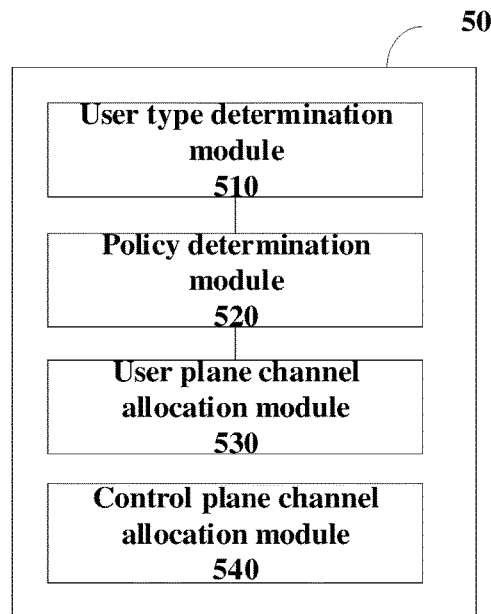 50
User type determination
module
510
Policy determination
module
520
User plane channel
allocation module
530
Control plane channel
allocation module
540